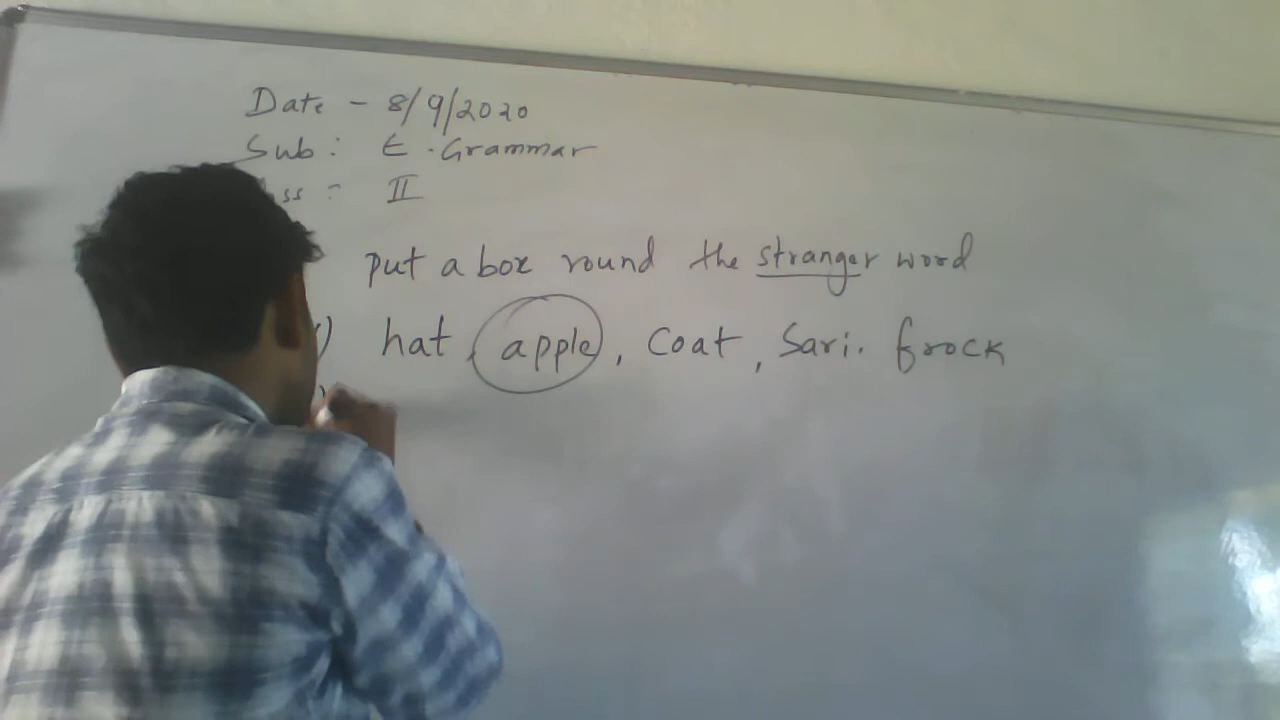 Date - 8/9/2020
Sub: E.Grammar
II
put a box round the stranger word
hat, apple, Coat, Sari. frock